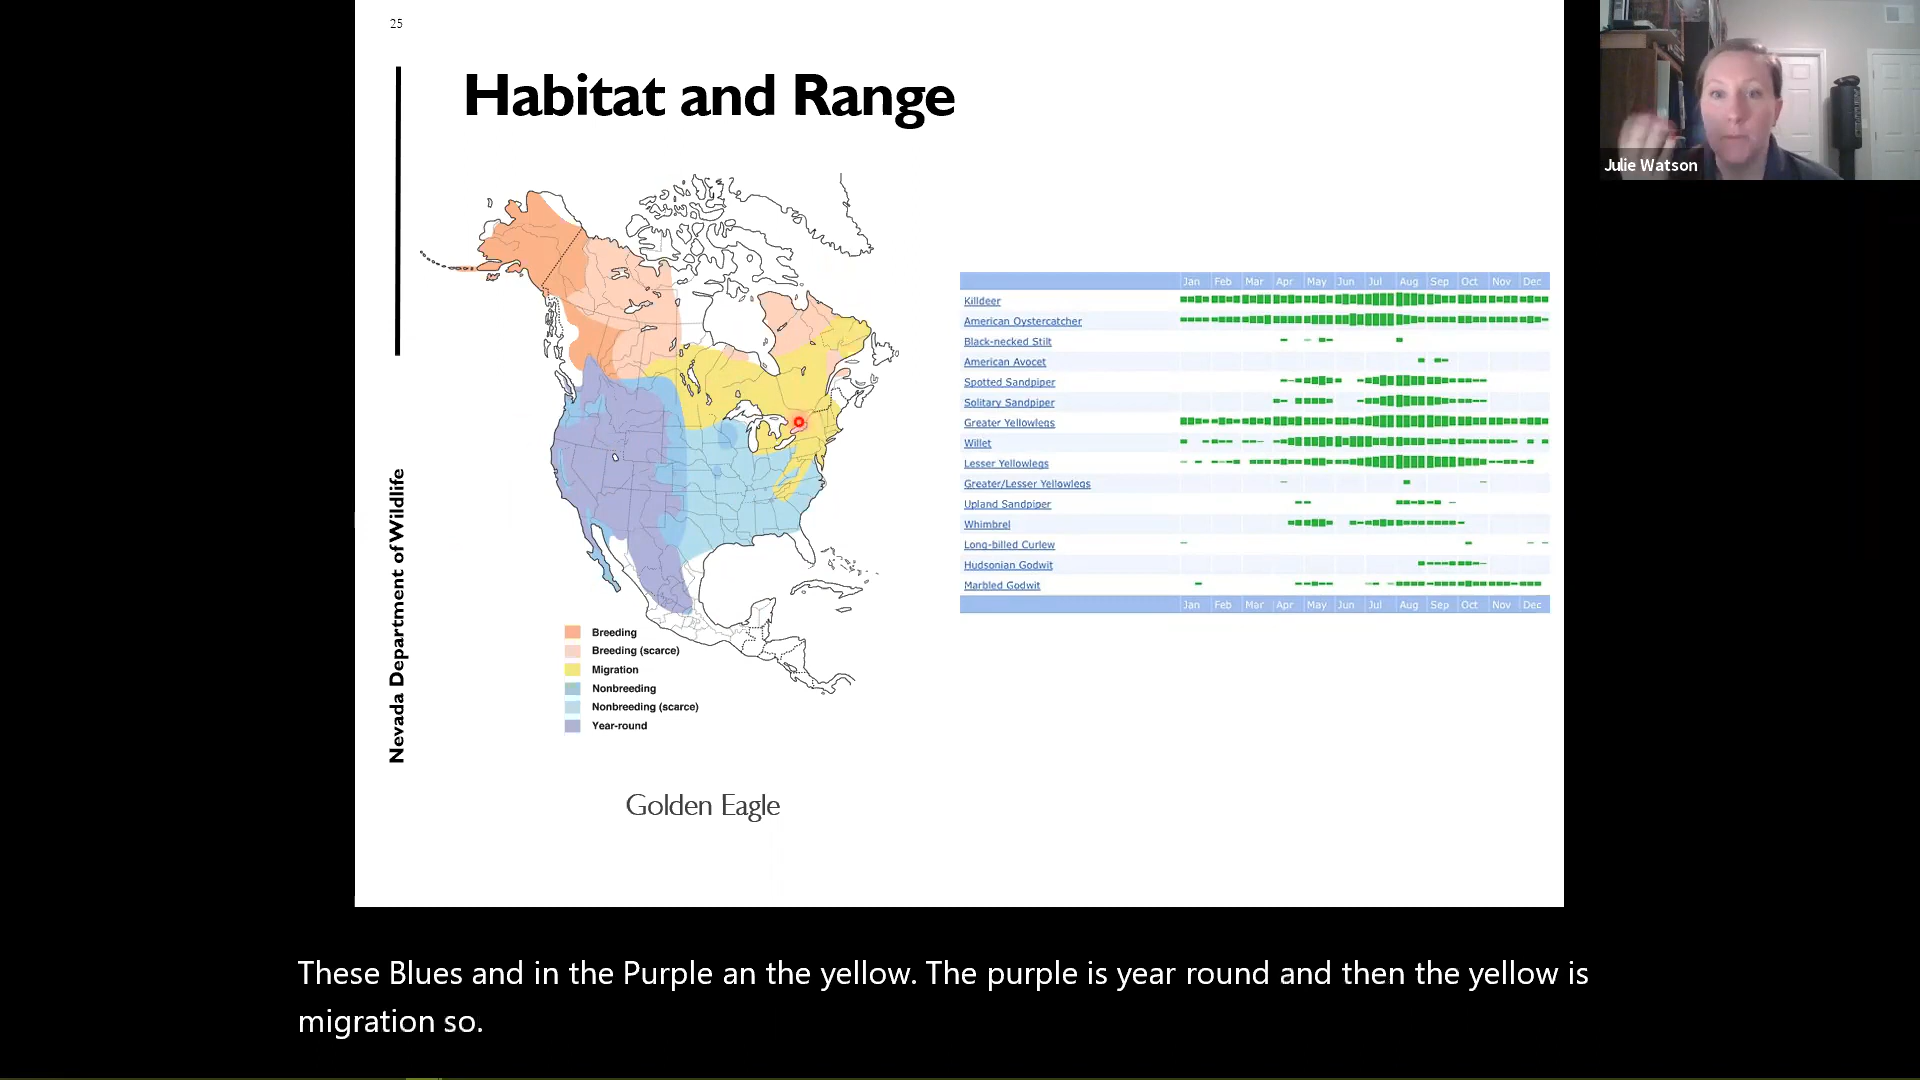 25
Habitat and Range
Julie Watson
Nevada Department of Wildlife
Jan Feb Mar Apr May Jun Jul Aug Sep Oct Nov Dec
Killdeer
American Oystercatcher
Black-necked Stilt
American Avocet
Spotted Sandpiper
Solitary Sandpiper
Greater Yellowlegs
Willet
Lesser Yellowlegs
Greater/Lesser Yellowlegs
Upland Sandpiper
Whimbrel
Long-billed Curlew
Hudsonian Godwit
Marbled Godwit
Jan Feb Mar Apr May Jun Jul Aug Sep Oct Nov Dec
Breeding
Breeding (scarce)
Migration
Nonbreeding
Nonbreeding (scarce)
Year-round
Golden Eagle
These Blues and in the Purple an the yellow. The purple is year round and then the yellow is
migration so.